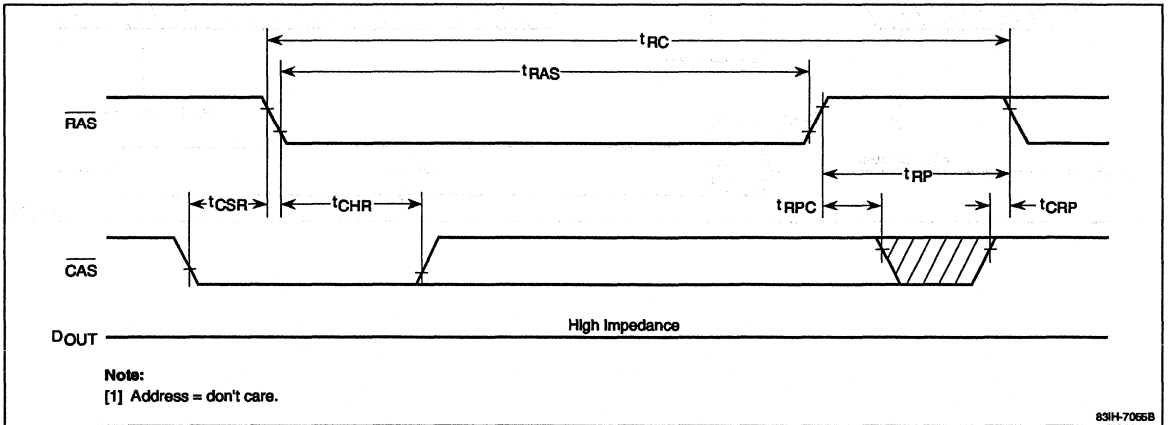 tRC
tRAS
RAS
tRP
tCSR
tCHR
tRPC
tCRP
CAS
High Impedance
DOUT
Note:
[1] Address = don't care.
83IH-7055B